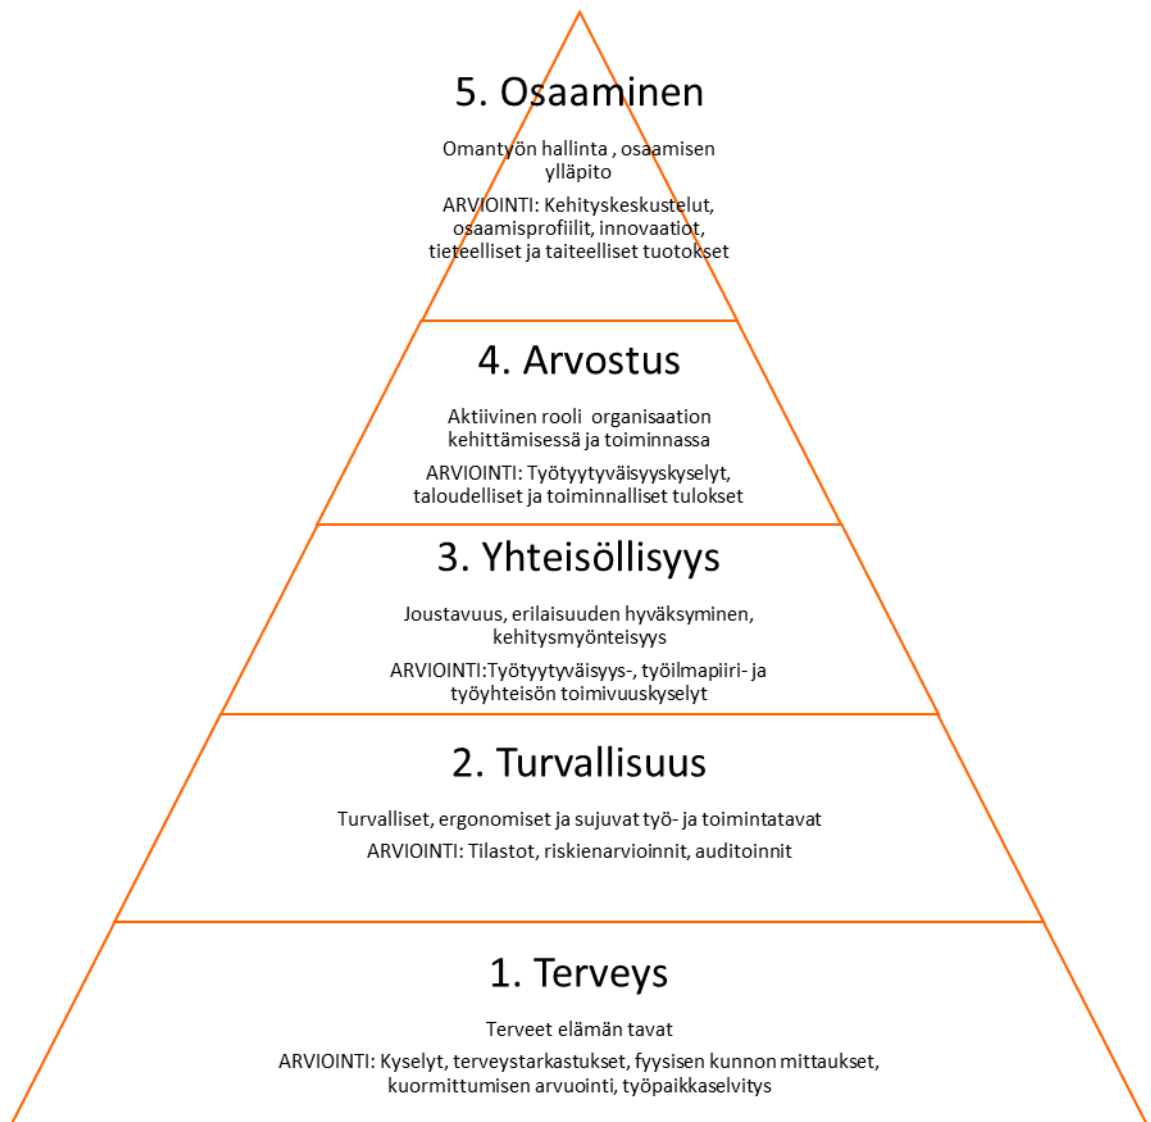 5. Osaaminen
Omantyön hallinta , osaamisen
ylläpito
ARVIOINTI: Kehityskeskustelut,
osaamisprofiilit, innovaatiot,
tieteelliset ja taiteelliset tuotokset
4. Arvostus
Aktiivinen rooli organisaation
kehittämisessä ja toiminnassa
ARVIOINTI: Työtyytyväisyyskyselyt,
taloudelliset ja toiminnalliset tulokset
3. Yhteisöllisyys
Joustavuus, erilaisuuden hyväksyminen,
kehitysmyönteisyys
ARVIOINTI:Työtyytyväisyys-, työilmapiiri- ja
työyhteisön toimivuuskyselyt
2. Turvallisuus
Turvalliset, ergonomiset ja sujuvat työ- ja toimintatavat
ARVIOINTI: Tilastot, riskienarvioinnit, auditoinnit
1. Terveys
Terveet elämän tavat
ARVIOINTI: Kyselyt, terveystarkastukset, fyysisen kunnon mittaukset,
kuormittumisen arvuointi, työpaikkaselvitys